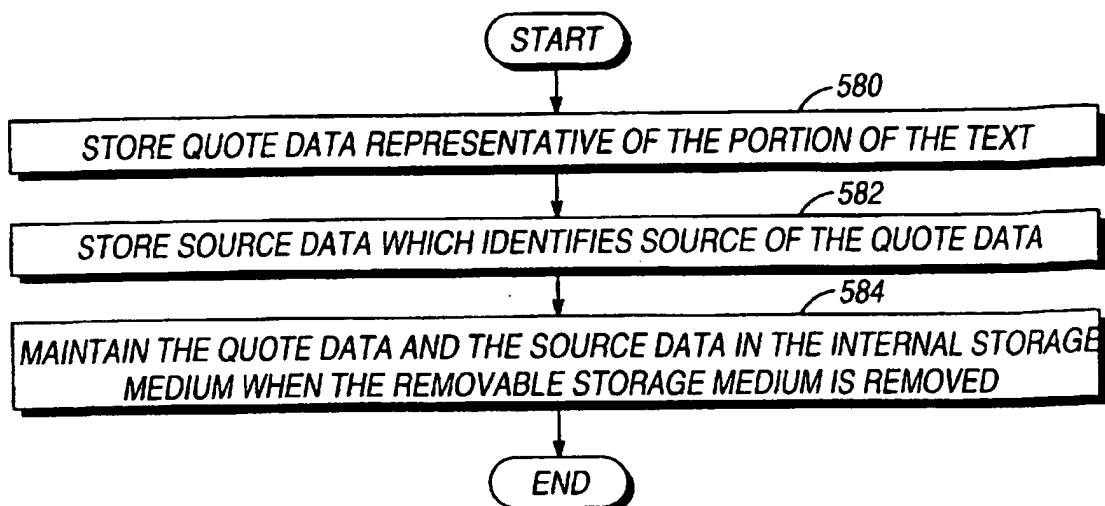 START
580
STORE QUOTE DATA REPRESENTATIVE OF THE PORTION OF THE TEXT
582
STORE SOURCE DATA WHICH IDENTIFIES SOURCE OF THE QUOTE DATA
584
MAINTAIN THE QUOTE DATA AND THE SOURCE DATA IN THE INTERNAL STORAGE
MEDIUM WHEN THE REMOVABLE STORAGE MEDIUM IS REMOVED
END